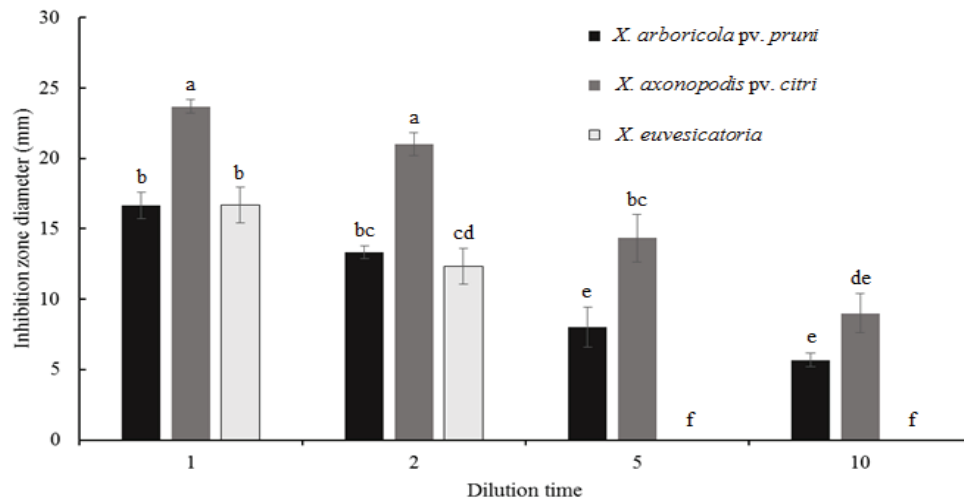 Inhibition zone diameter (mm)
30
25
20
15
10
5
0
X. arboricola pv. pruni
X. axonopodis pv. citri
X. euvesicatoria
b
a
b
bc
a
cd
e
bc
f
e
de
f
1
2
5
10
Dilution time